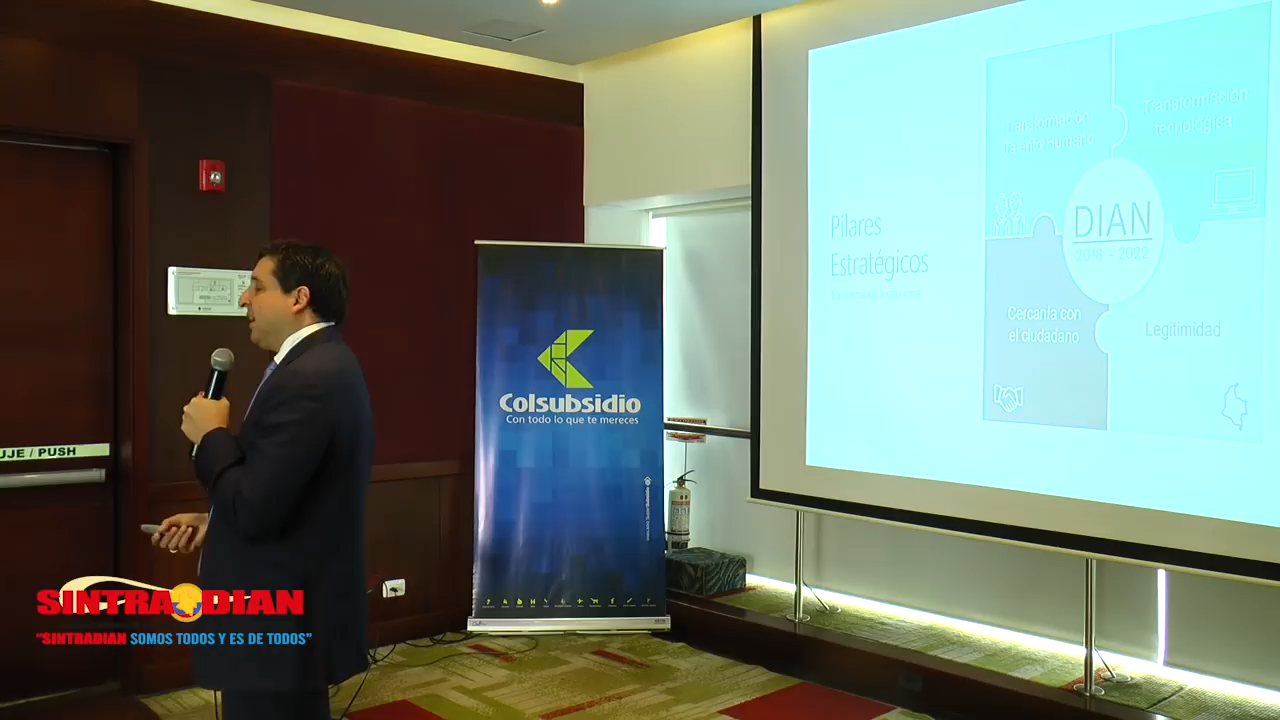 Transformación
Talento Humano
Transformación
tecnológica
DIAN
2018 - 2022
Pilares
Estratégicos
Cercanía con
el ciudadano
Legitimidad
Colsubsidio
Con todo lo que te mereces
UJE / PUSH
SINTRADIAN
"SINTRADIAN SOMOS TODOS Y ES DE TODOS"